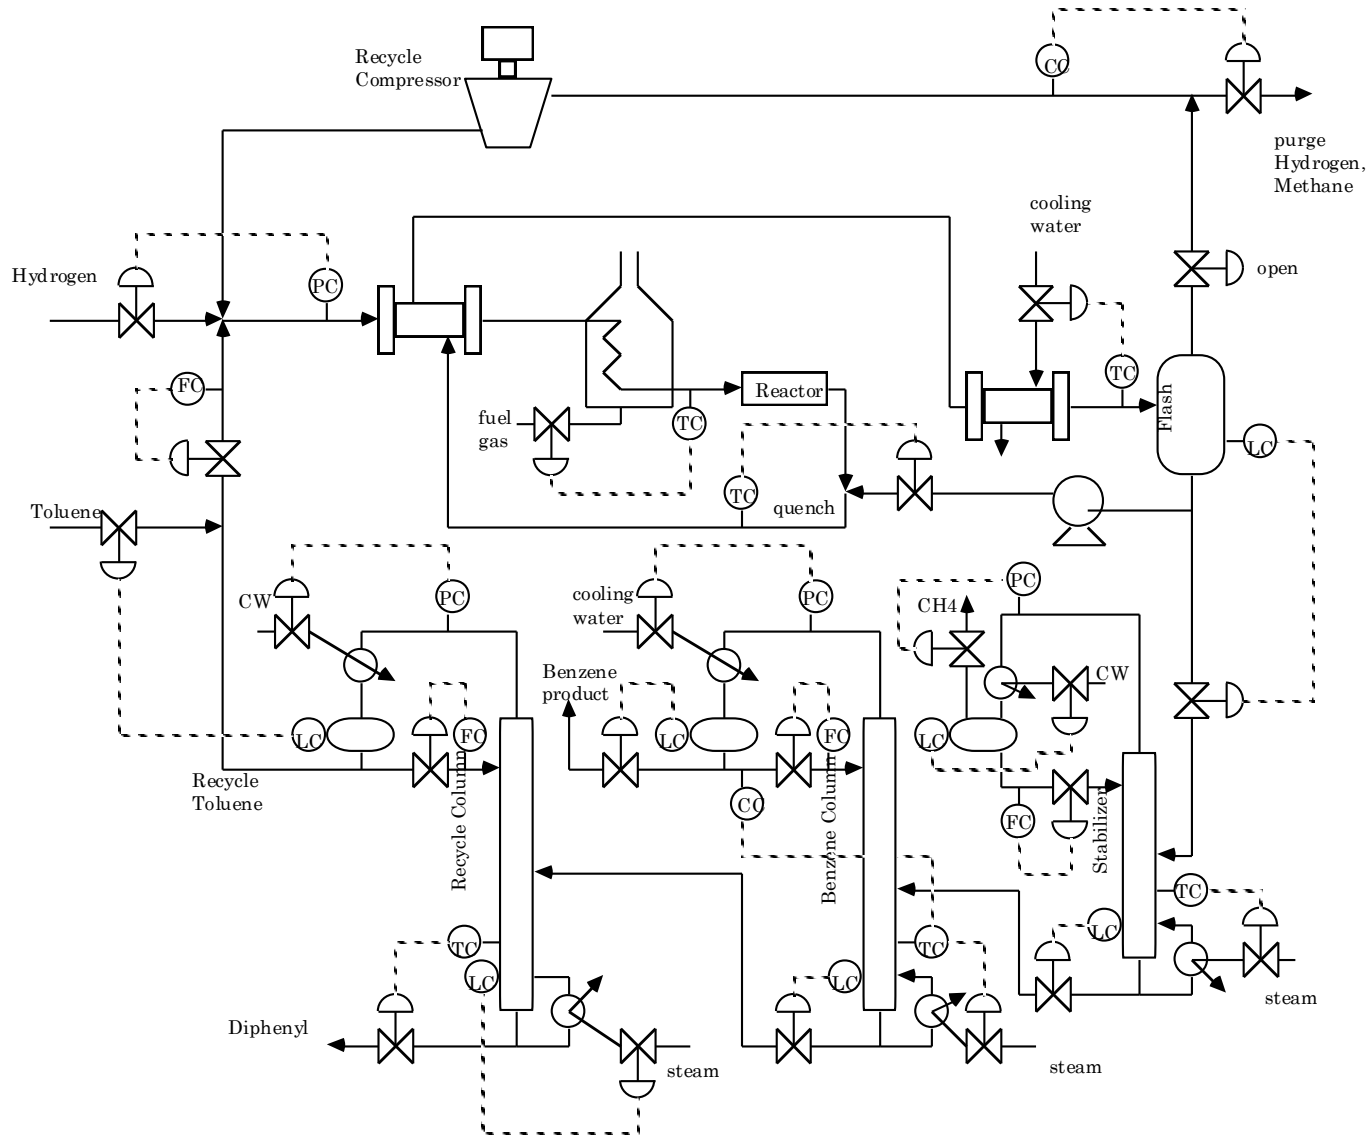 Recycle
Compressor
CC
purge
Hydrogen,
Methane
cooling
water
Hydrogen
PC
open
FC
fuel
gas
TC
Reactor
TC
Flash
LC
Toluene
TC
quench
CW
PC
cooling
water
PC
CH4
PC
Benzene
product
CW
LC
FC
LC
FC
LC
Recycle
Toluene
CC
FC
Recycle Column
Benzene Column
Stabilizer
TC
LC
TC
LC
TC
LC
Diphenyl
steam
steam
steam